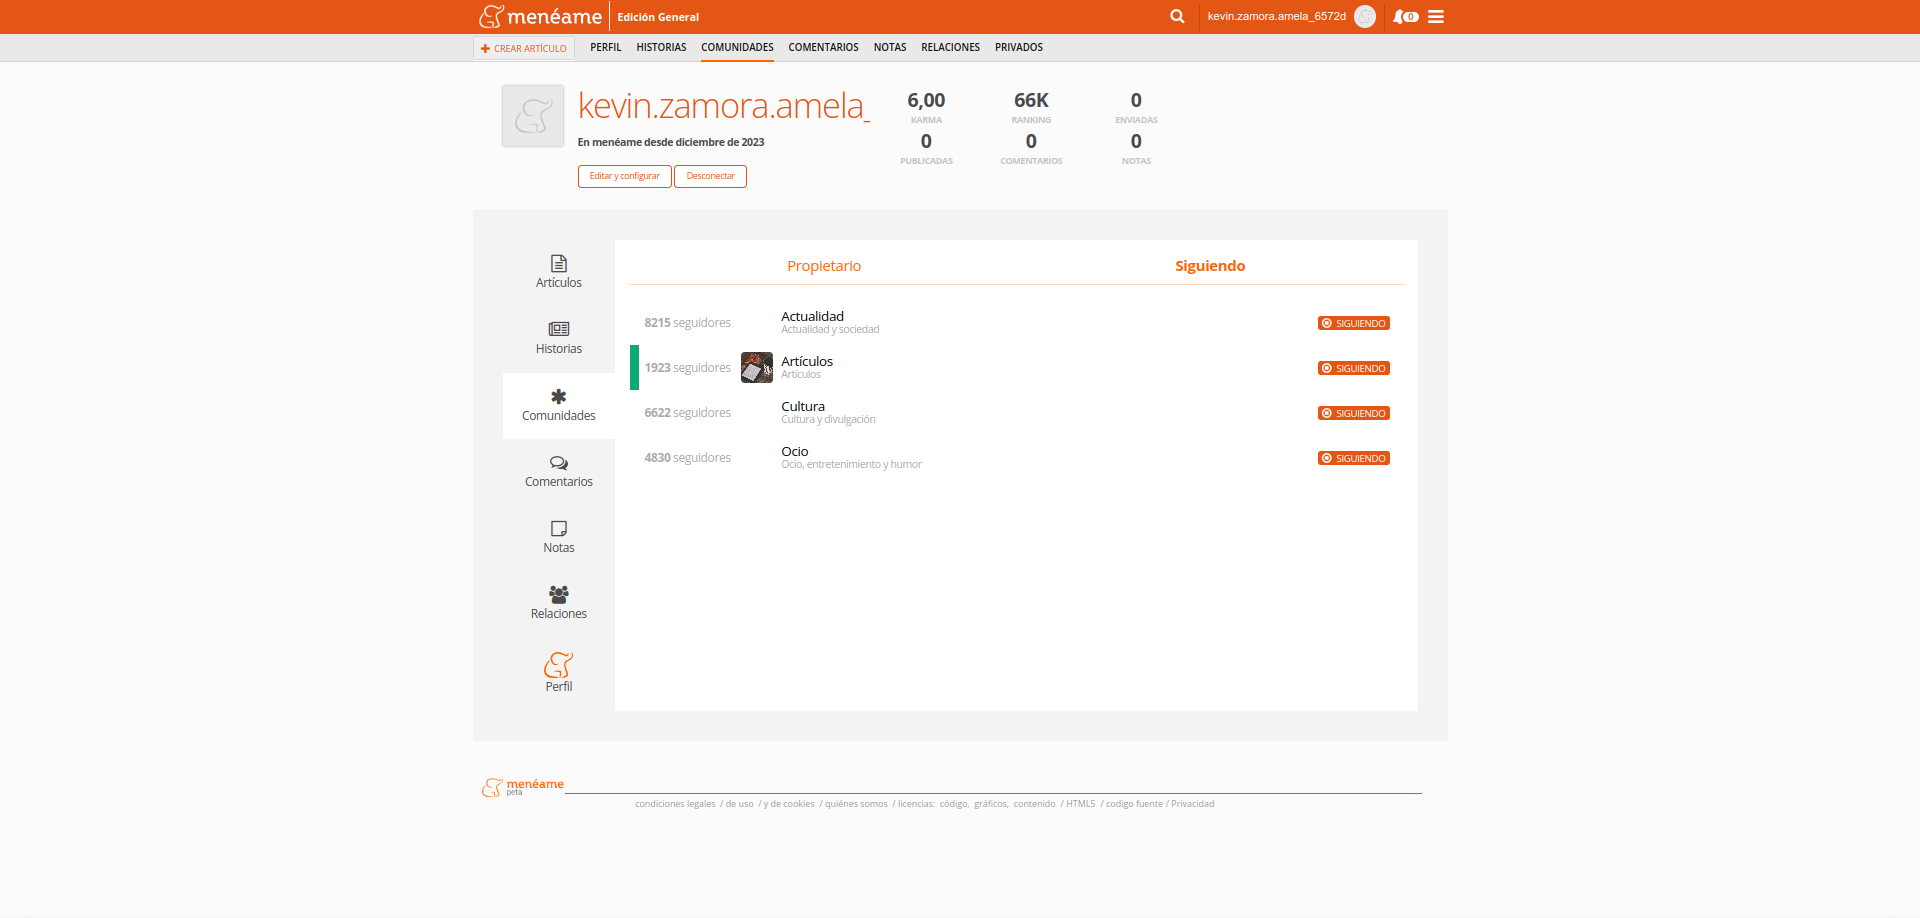 menéame Edición General kevin.zamora.amela_6572d 0
CREAR ARTÍCULO PERFIL HISTORIAS COMUNIDADES COMENTARIOS NOTAS RELACIONES PRIVADOS
kevin.zamora.amela_
En menéame desde diciembre de 2023
Editar y configurar Desconectar
6,00 66K 0
KARMA RANKING ENVIADAS
0 0 0
PUBLICADAS COMENTARIOS NOTAS
Artículos
Historias
Comunidades
Comentarios
Notas
Relaciones
Perfil
Propietario Siguiendo
8215 seguidores Actualidad SIGUIENDO
Actualidad y sociedad
1923 seguidores Artículos SIGUIENDO
Artículos
6622 seguidores Cultura SIGUIENDO
Cultura y divulgación
4830 seguidores Ocio SIGUIENDO
Ocio, entretenimiento y humor
menéame
peta
condiciones legales / de uso / y de cookies / quiénes somos / licencias: código, gráficos, contenido / HTML5 / codigo fuente / Privacidad